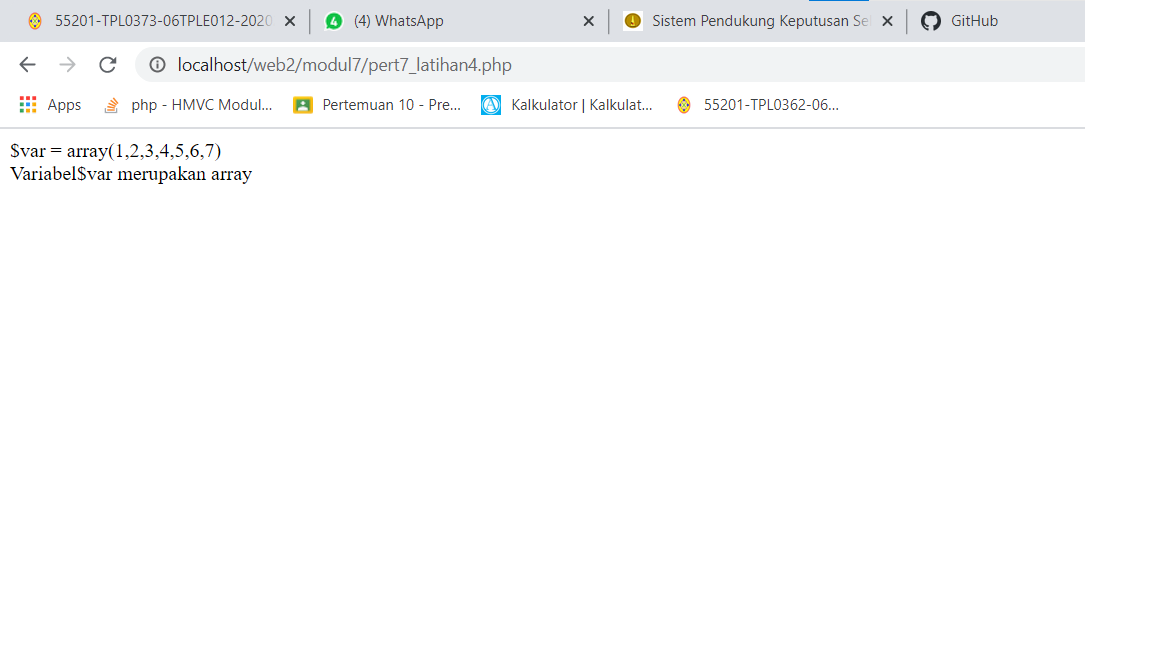 55201-TPL0373-06TPLE012-2020
4 (4) WhatsApp
Sistem Pendukung Keputusan Se
GitHub
localhost/web2/modul7/pert7_latihan4.php
Apps
php - HMVC Modul...
Pertemuan 10 - Pre...
Kalkulator | Kalkulat...
55201-TPL0362-06...
$var = array(1,2,3,4,5,6,7)
Variabel$var merupakan array